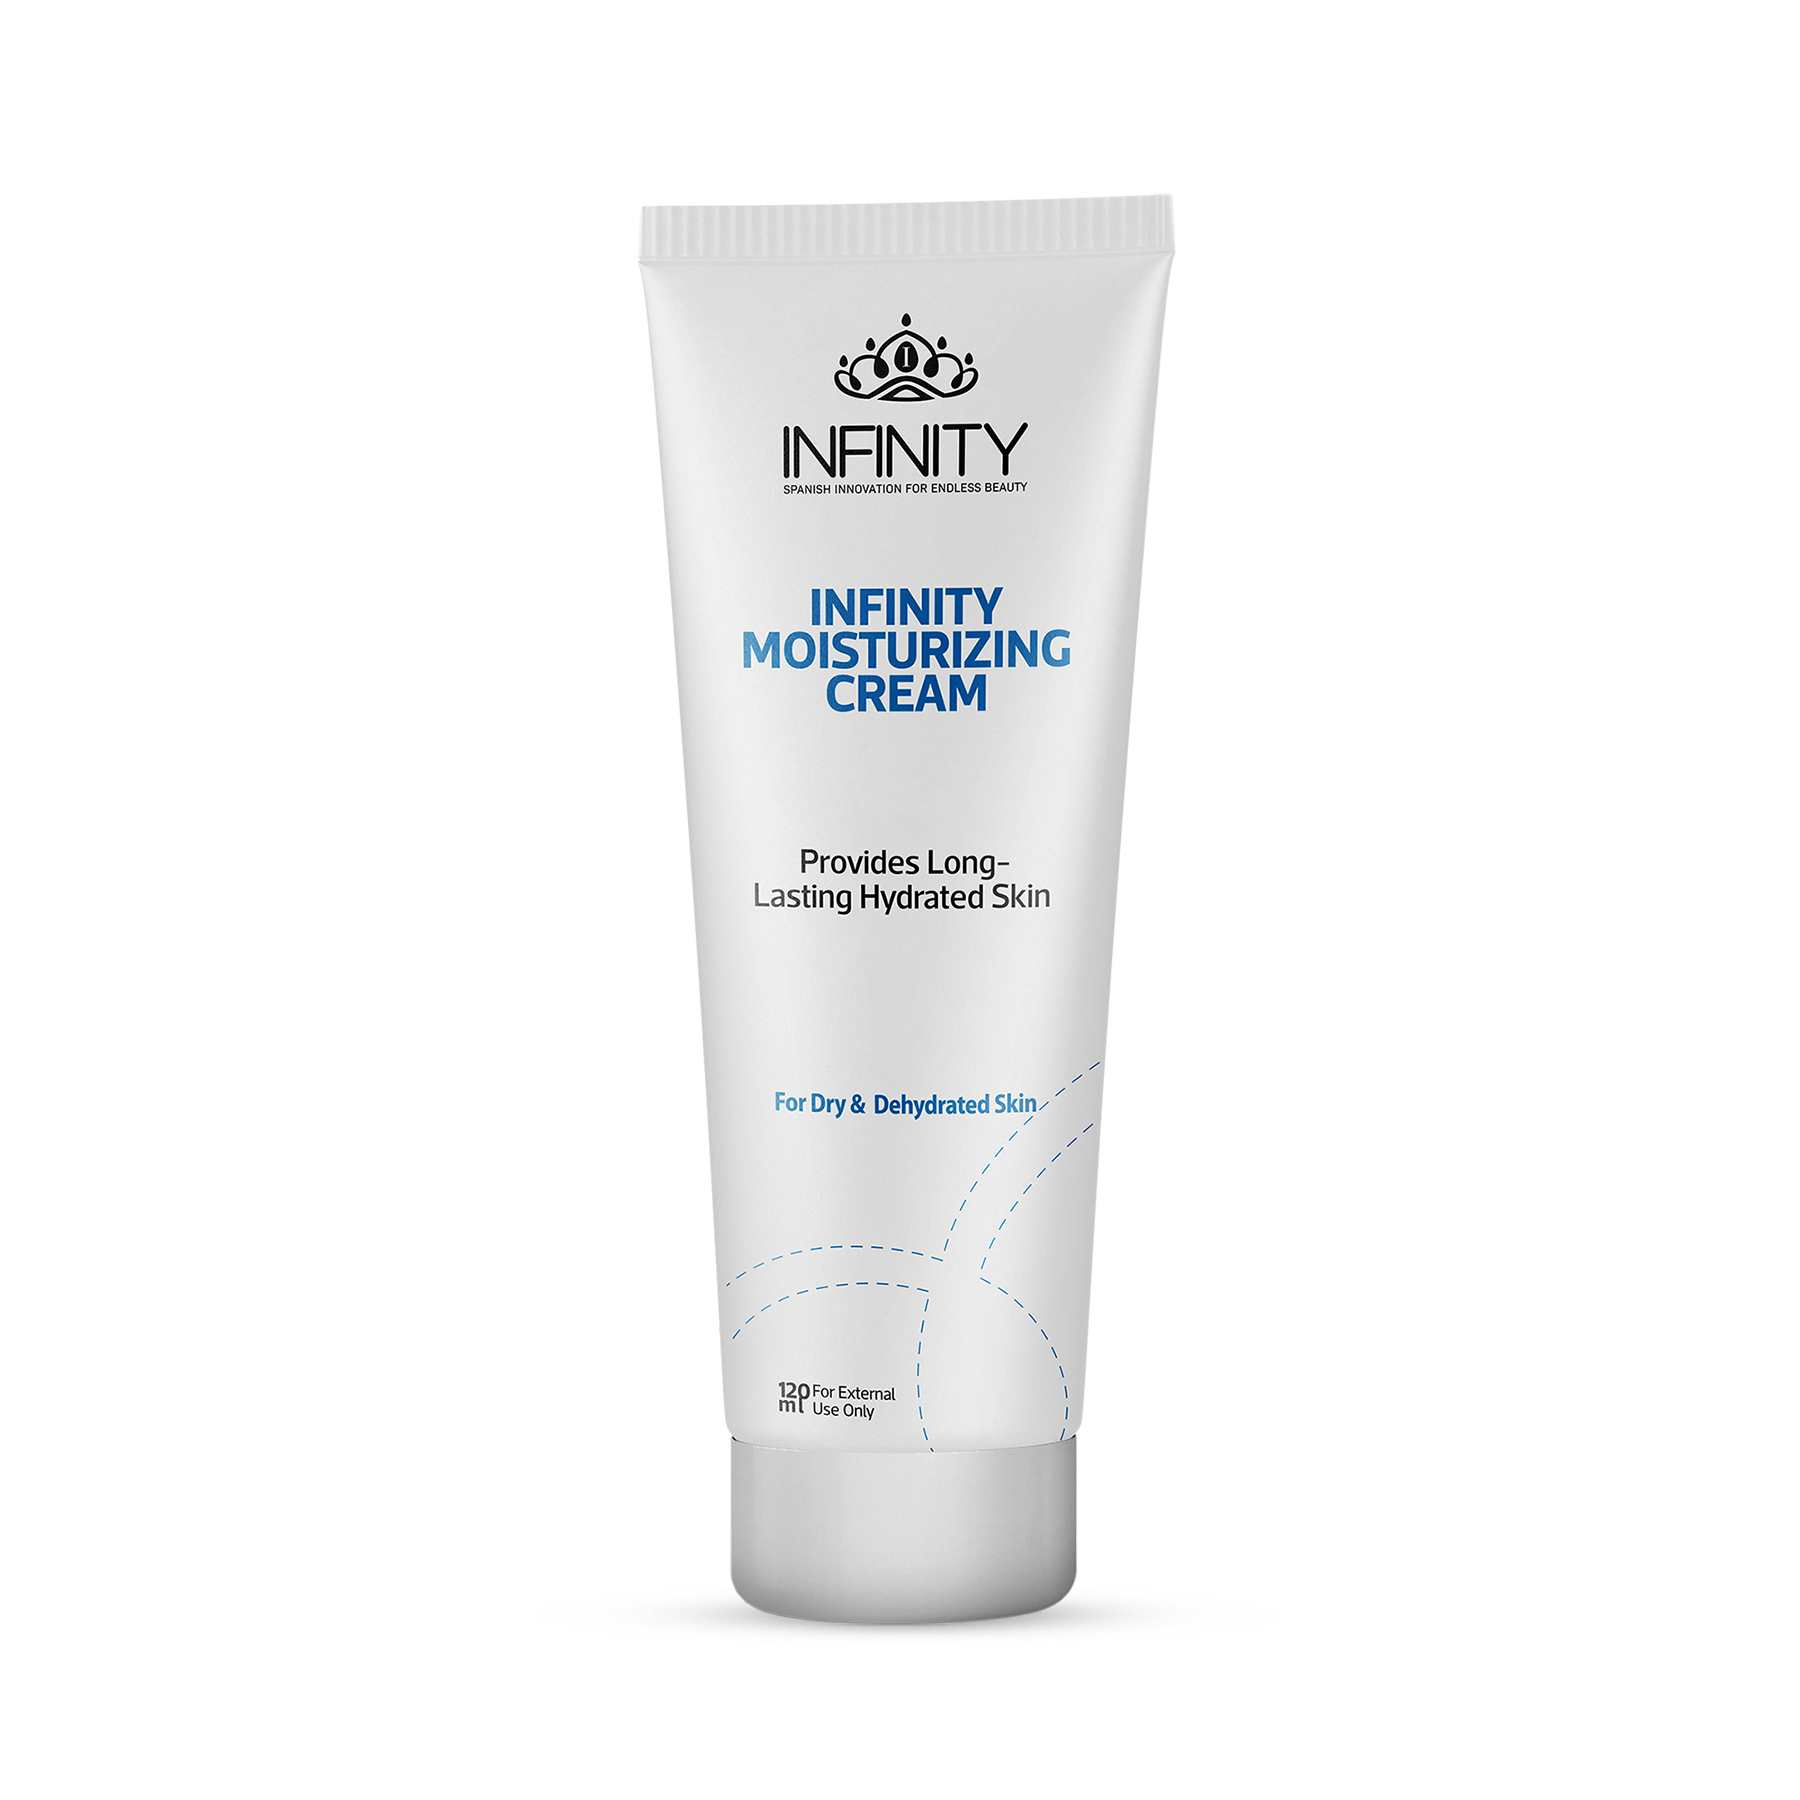 I
INFINITY
SPANISH INNOVATION FOR ENDLESS BEAUTY
INFINITY
MOISTURIZING
CREAM
Provides Long-
Lasting Hydrated Skin
For Dry & Dehydrated Skin
120 ml
For External
Use Only